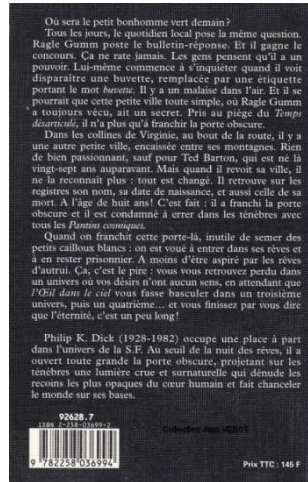 Où sera le petit bonhomme vert demain ?
Tous les jours, le quotidien local pose la même question.
Ragle Gumm poste le bulletin-réponse. Et il gagne le
concours. Ça ne rate jamais. Les gens pensent qu'il a un
pouvoir. Lui-même commence à s'inquiéter quand il voit
disparaître une buvette, remplacée par une étiquette
portant le mot buvette. Il y a un malaise dans l'air. Et il se
pourrait que cette petite ville toute simple, où Ragle Gumm
a toujours vécu, ait un secret. Pris au piège du Temps
désarticulé, il n'a plus qu'à franchir la porte obscure.
Dans les collines de Virginie, au bout de la route, il y a
une autre petite ville, encaissée entre ses montagnes. Rien
de bien passionnant, sauf pour Ted Barton, qui est né là
vingt-sept ans auparavant. Mais quand il revoit sa ville, il
ne la reconnaît plus : tout est changé. Il retrouve sur les
registres son nom, sa date de naissance, et aussi celle de sa
mort. A l'âge de huit ans ! C'est fait : il a franchi la porte
obscure et il est condamné à errer dans les ténèbres avec
tous les Pantins cosmiques.
Quand on franchit cette porte-là, inutile de semer des
petits cailloux blancs : on est voué à entrer dans ses rêves et
à en rester prisonnier. A moins d'être aspiré par les rêves
d'autrui. Ça, c'est le pire : vous vous retrouvez perdu dans
un univers où vos désirs n'ont aucun sens, en attendant que
l'Œil dans le ciel vous fasse basculer dans un troisième
univers, puis un quatrième... et vous finissez par vous dire
que l'éternité, c'est un peu long !
Philip K. Dick (1928-1982) occupe une place à part
dans l'univers de la S.F. Au seuil de la nuit des rêves, il a
ouvert toute grande la porte obscure, projetant sur les
ténèbres une lumière crue et surnaturelle qui dénude les
recoins les plus opaques du cœur humain et fait chanceler
le monde sur ses bases.
92628.7
ISBN 2-258-03699-2
9 782258 036994
Collection Jean VEROT
Prix TTC : 145 F